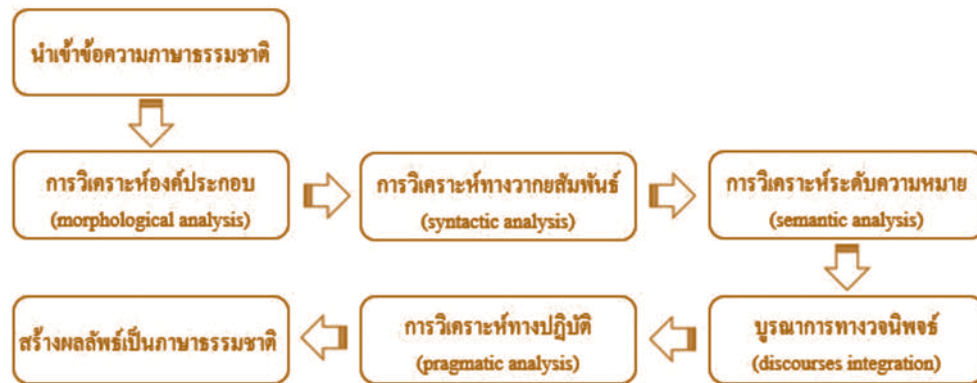 นำเข้าข้อความภาษาธรรมชาติ
การวิเคราะห์องค์ประกอบ
(morphological analysis)
การวิเคราะห์ทางวากยสัมพันธ์
(syntactic analysis)
การวิเคราะห์ระดับความหมาย
(semantic analysis)
บูรณาการทางวจนิพจธ์
(discourses integration)
การวิเคราะห์ทางปฏิบัติ
(pragmatic analysis)
สร้างผลลัพธ์เป็นภาษาธรรมชาติ